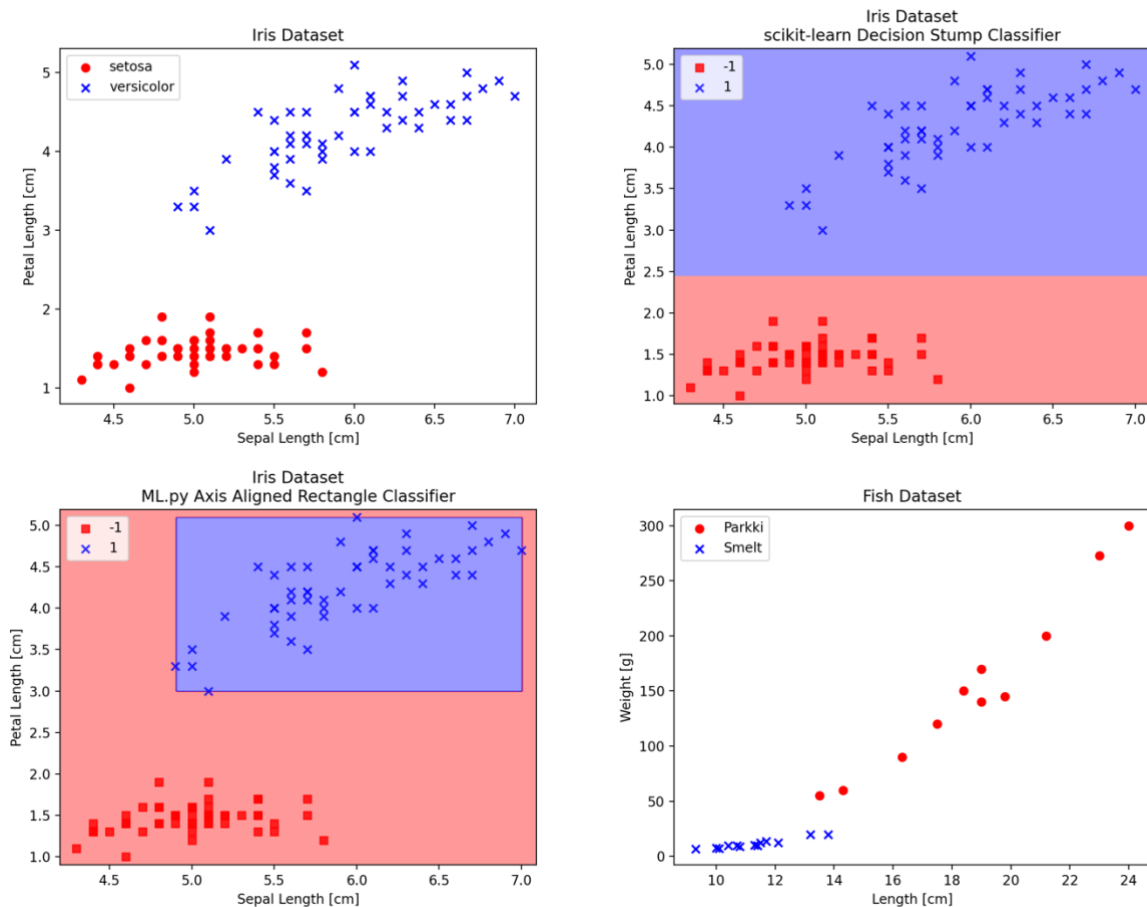 Iris Dataset
setosa
versicolor
5
4
3
2
1
Petal Length [cm]
4.5 5.0 5.5 6.0 6.5 7.0
Sepal Length [cm]
Iris Dataset
scikit-learn Decision Stump Classifier
-1
1
5.0
4.5
4.0
3.5
3.0
2.5
2.0
1.5
1.0
Petal Length [cm]
4.5 5.0 5.5 6.0 6.5 7.0
Sepal Length [cm]
Iris Dataset
ML.py Axis Aligned Rectangle Classifier
-1
1
5.0
4.5
4.0
3.5
3.0
2.5
2.0
1.5
1.0
Petal Length [cm]
4.5 5.0 5.5 6.0 6.5 7.0
Sepal Length [cm]
Fish Dataset
Parkki
Smelt
300
250
200
150
100
50
0
Weight [g]
10 12 14 16 18 20 22 24
Length [cm]